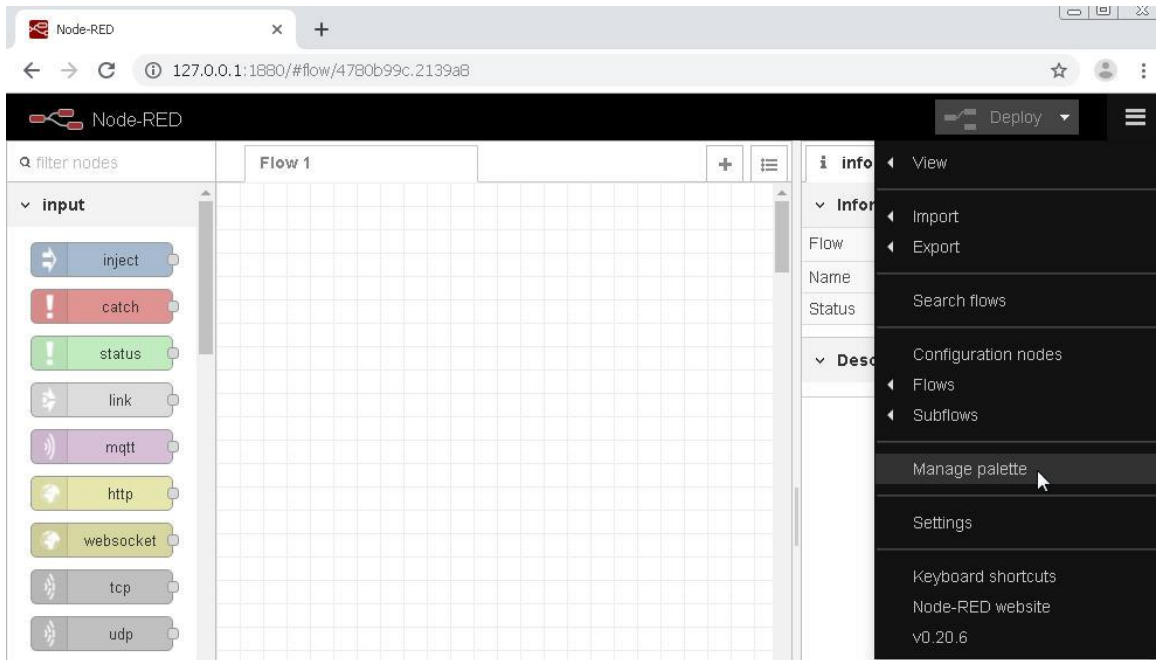 Node-RED
127.0.0.1:1880/#flow/4780b99c.2139a8
Node-RED
Deploy
filter nodes
Flow 1
info
View
input
Infor
Import
Flow
Export
inject
Name
catch
Status
Search flows
status
Desc
Configuration nodes
link
Flows
Subflows
mqtt
Manage palette
http
Settings
websocket
tcp
Keyboard shortcuts
Node-RED website
udp
v0.20.6